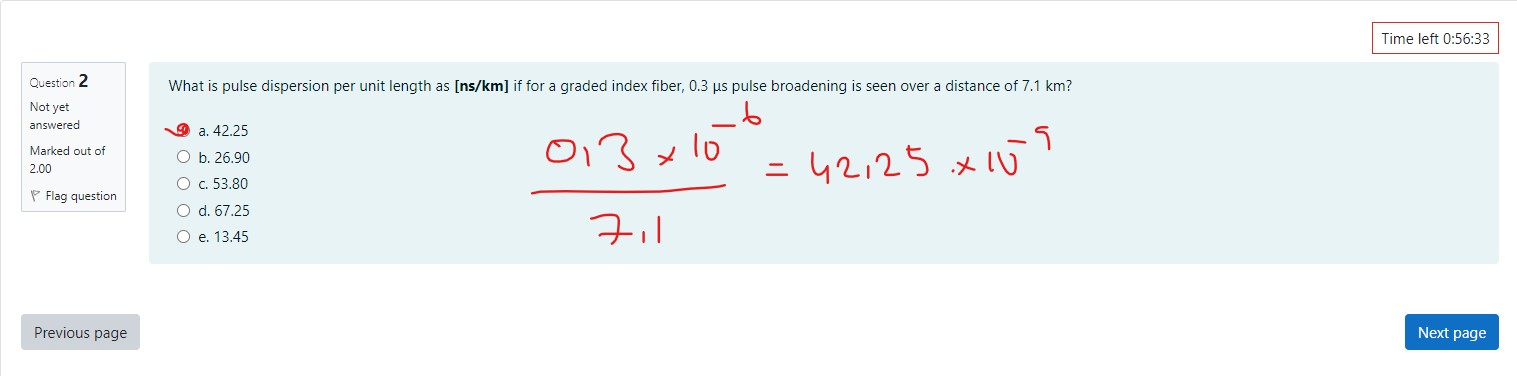 Time left 0:56:33
Question 2
Not yet
answered
Marked out of
2.00
Flag question
What is pulse dispersion per unit length as [ns/km] if for a graded index fiber, 0.3 µs pulse broadening is seen over a distance of 7.1 km?
a. 42.25
b. 26.90
c. 53.80
d. 67.25
e. 13.45
0,3 × 10^-6
7,1
= 42,25 . × 10^-9
Previous page
Next page